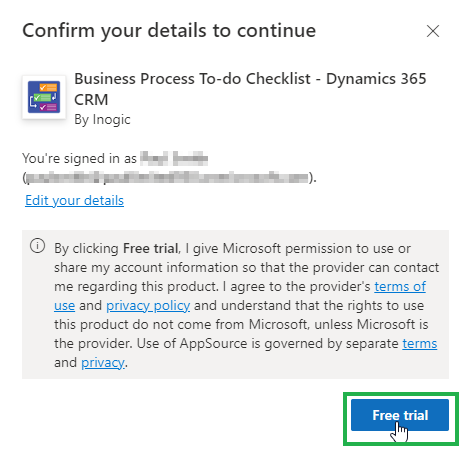 Confirm your details to continue
Business Process To-do Checklist - Dynamics 365
CRM
By Inogic
You're signed in as
().
Edit your details
By clicking Free trial, I give Microsoft permission to use or
share my account information so that the provider can contact
me regarding this product. I agree to the provider's terms of
use and privacy policy and understand that the rights to use
this product do not come from Microsoft, unless Microsoft is
the provider. Use of AppSource is governed by separate terms
and privacy.
Free trial